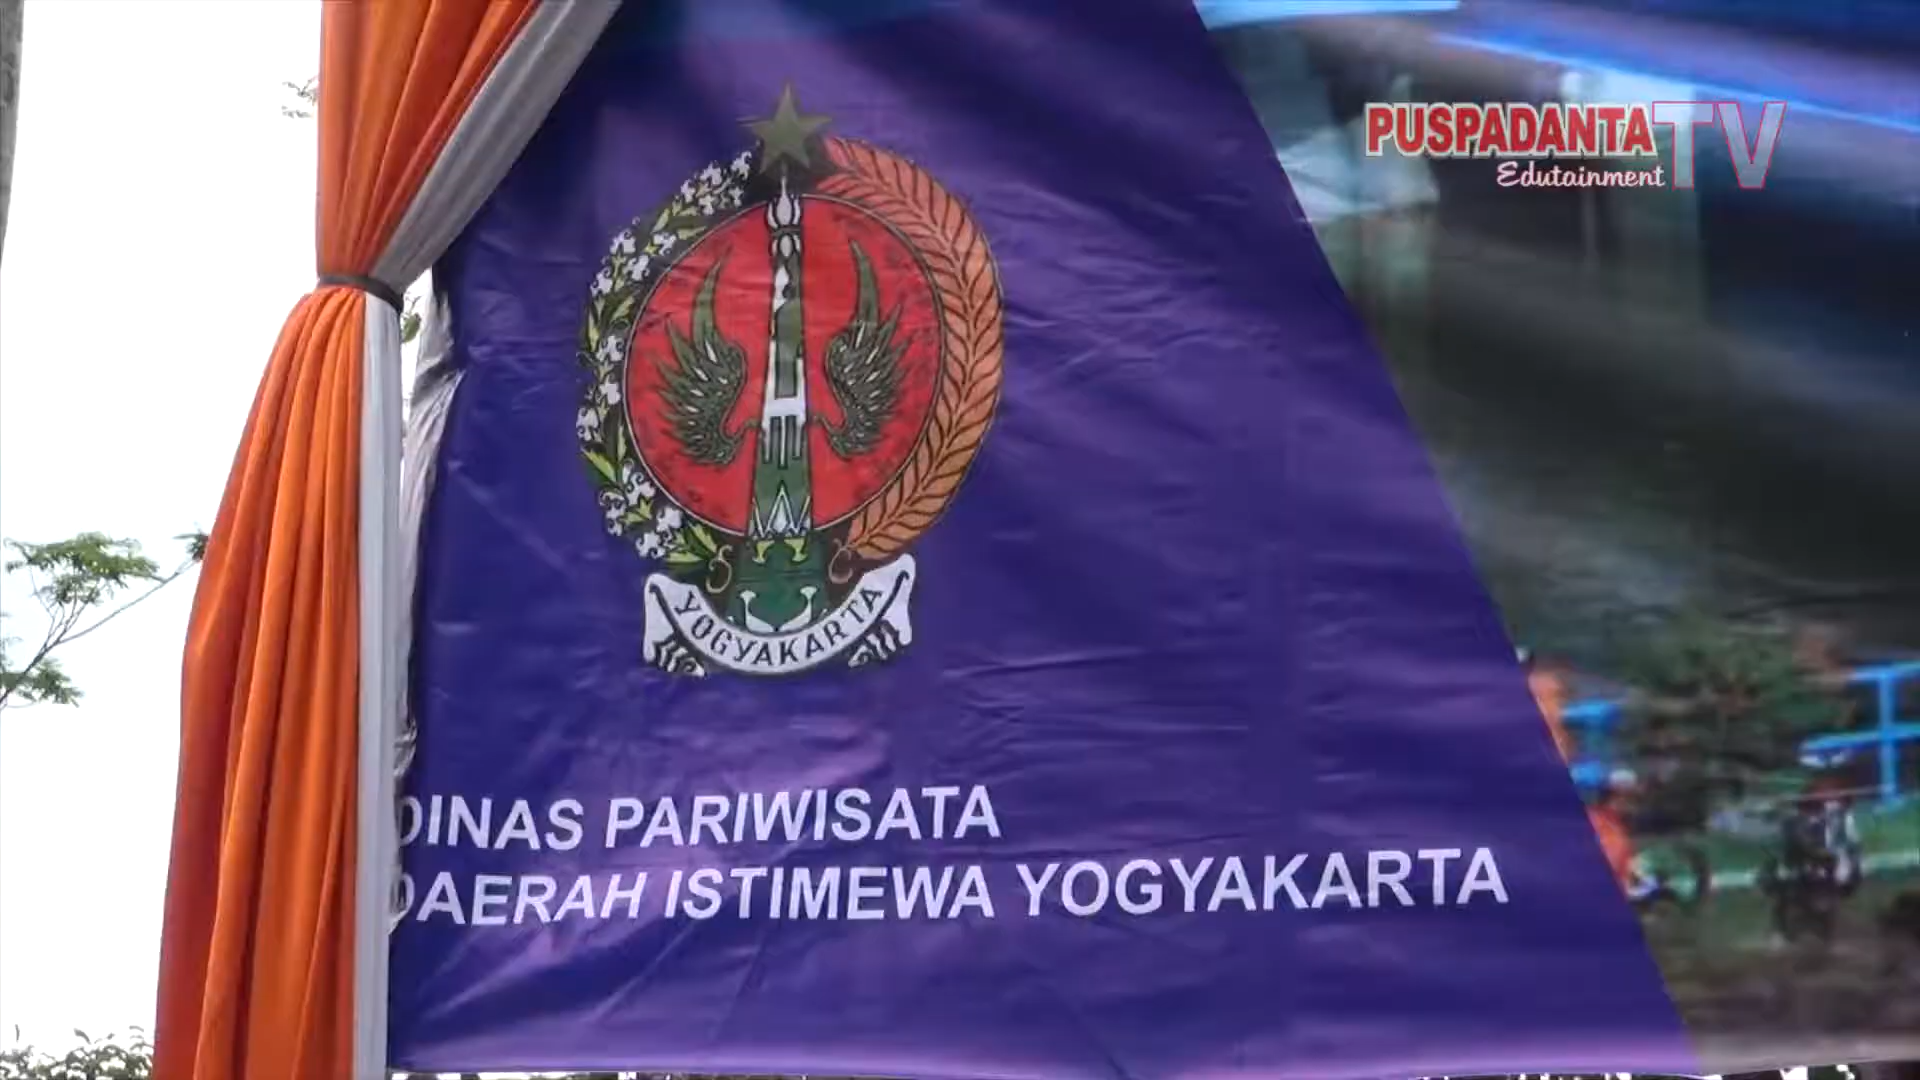 PUSPADANTA TV
Edutainment
YOGYAKARTA
DINAS PARIWISATA
DAERAH ISTIMEWA YOGYAKARTA